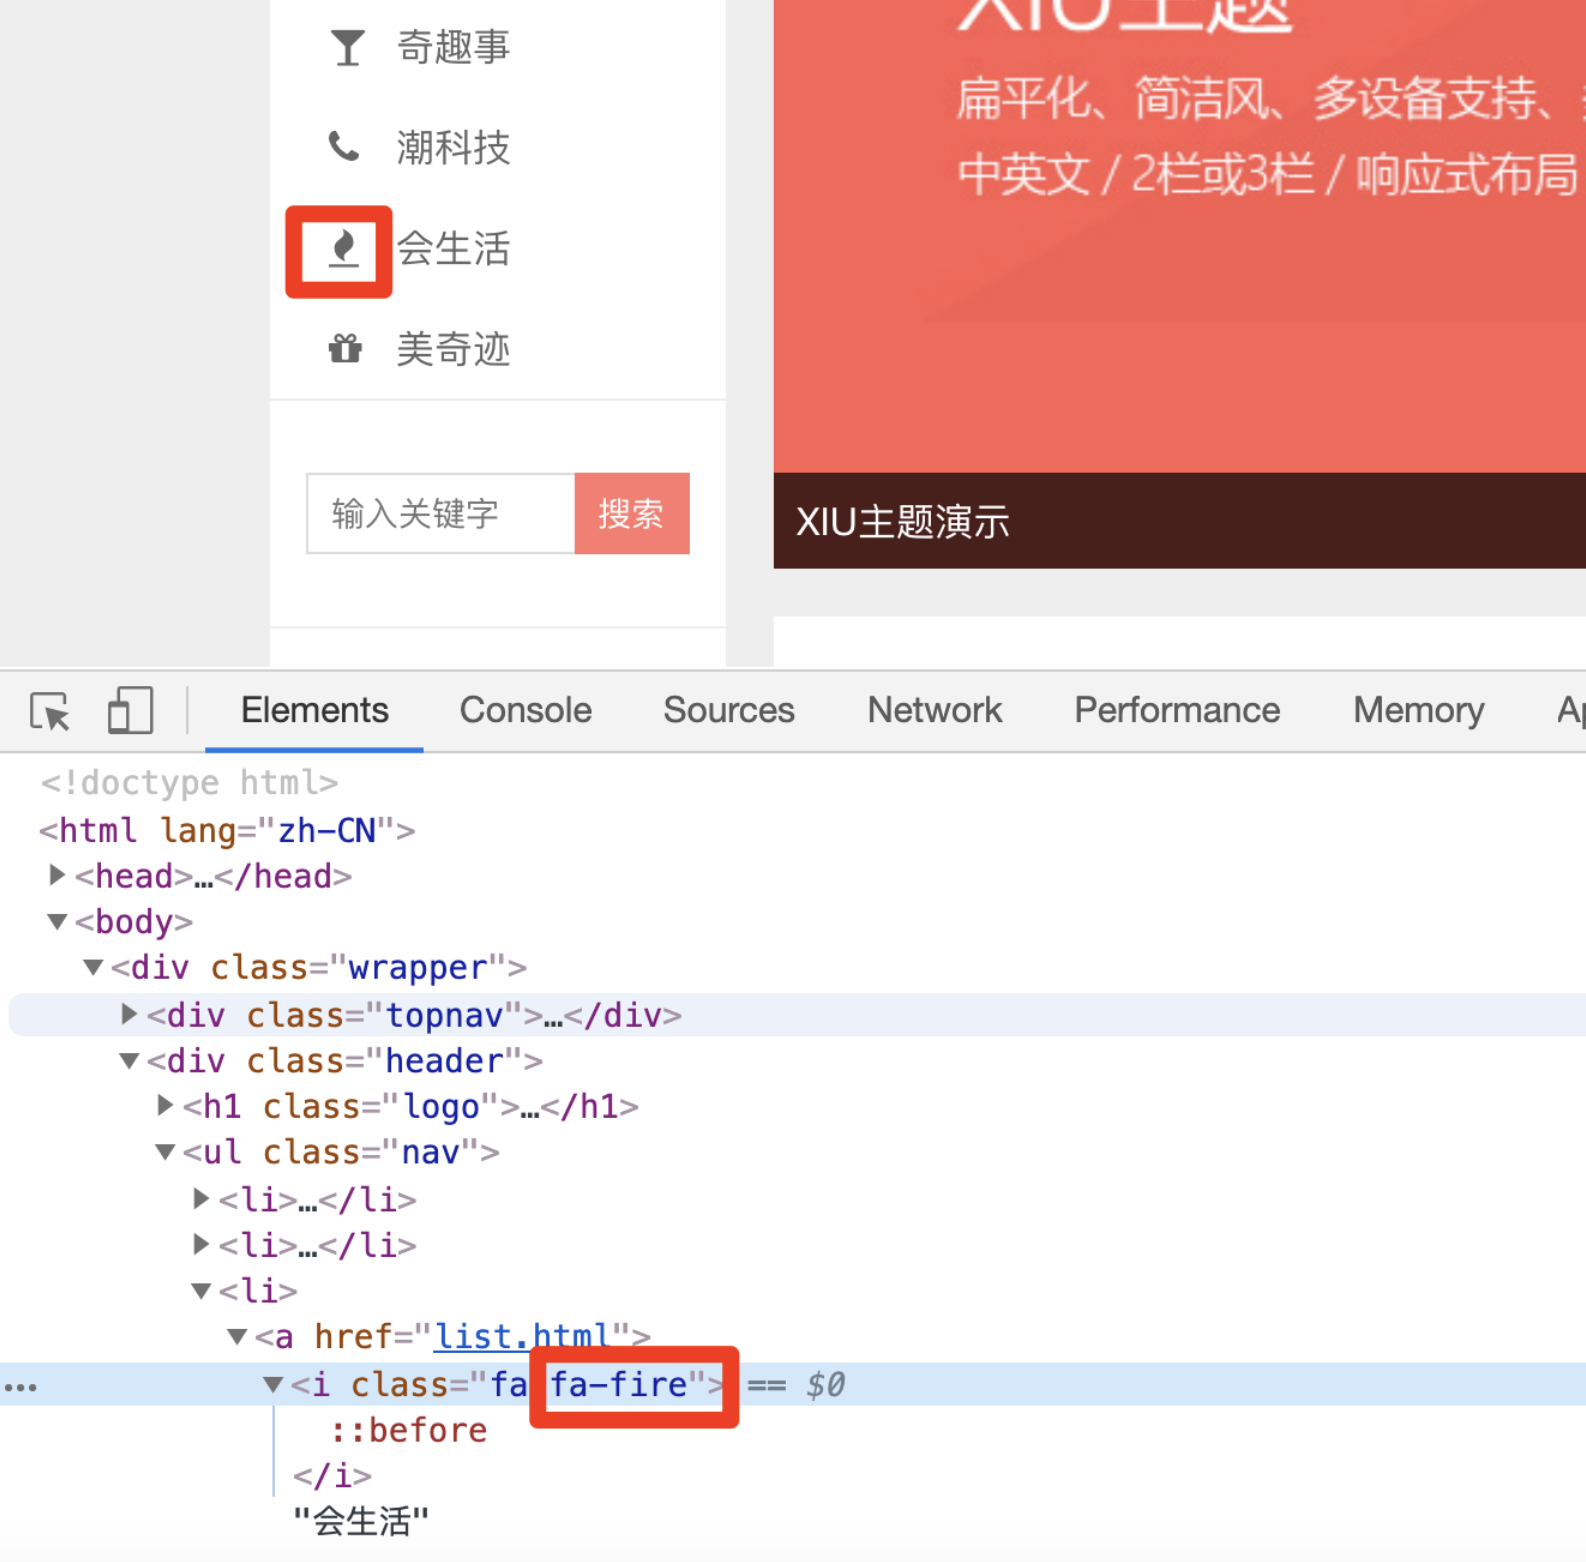 奇趣事
潮科技
会生活
美奇迹
输入关键字
搜索
XIU主题
扁平化、简洁风、多设备支持、
中英文 / 2栏或3栏 / 响应式布局
XIU主题演示
Elements Console Sources Network Performance Memory Ap
<!doctype html>
<html lang="zh-CN">
<head>…</head>
<body>
<div class="wrapper">
<div class="topnav">…</div>
<div class="header">
<h1 class="logo">…</h1>
<ul class="nav">
<li>…</li>
<li>…</li>
<li>
<a href="list.html">
<i class="fa fa-fire"> == $0
::before
</i>
"会生活"